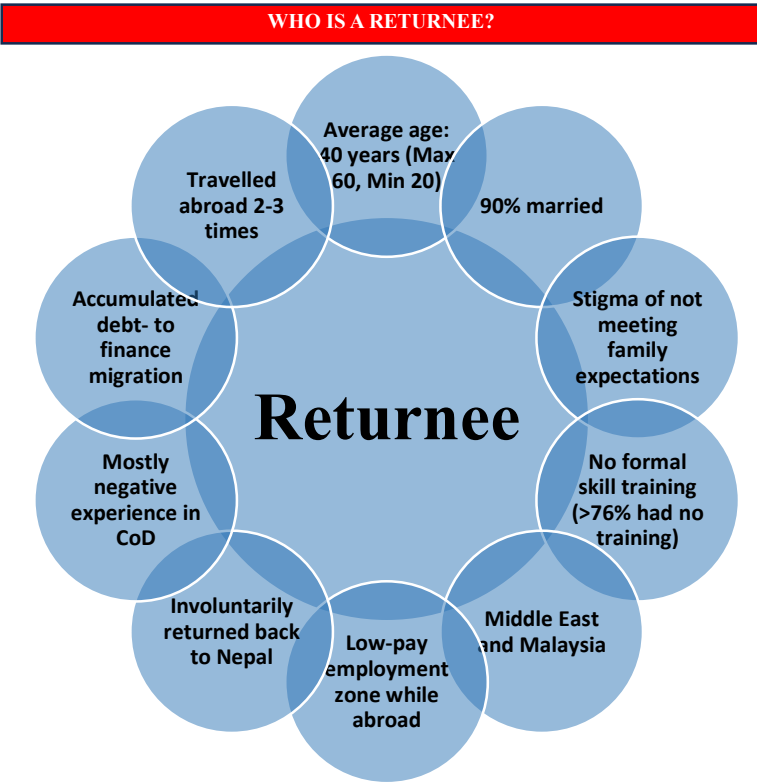 WHO IS A RETURNEE?
Average age:
40 years (Max
60, Min 20)
90% married
Stigma of not
meeting
family
expectations
No formal
skill training
(>76% had no
training)
Middle East
and Malaysia
Low-pay
employment
zone while
abroad
Involuntarily
returned back
to Nepal
Mostly
negative
experience in
CoD
Accumulated
debt- to
finance
migration
Travelled
abroad 2-3
times
Returnee